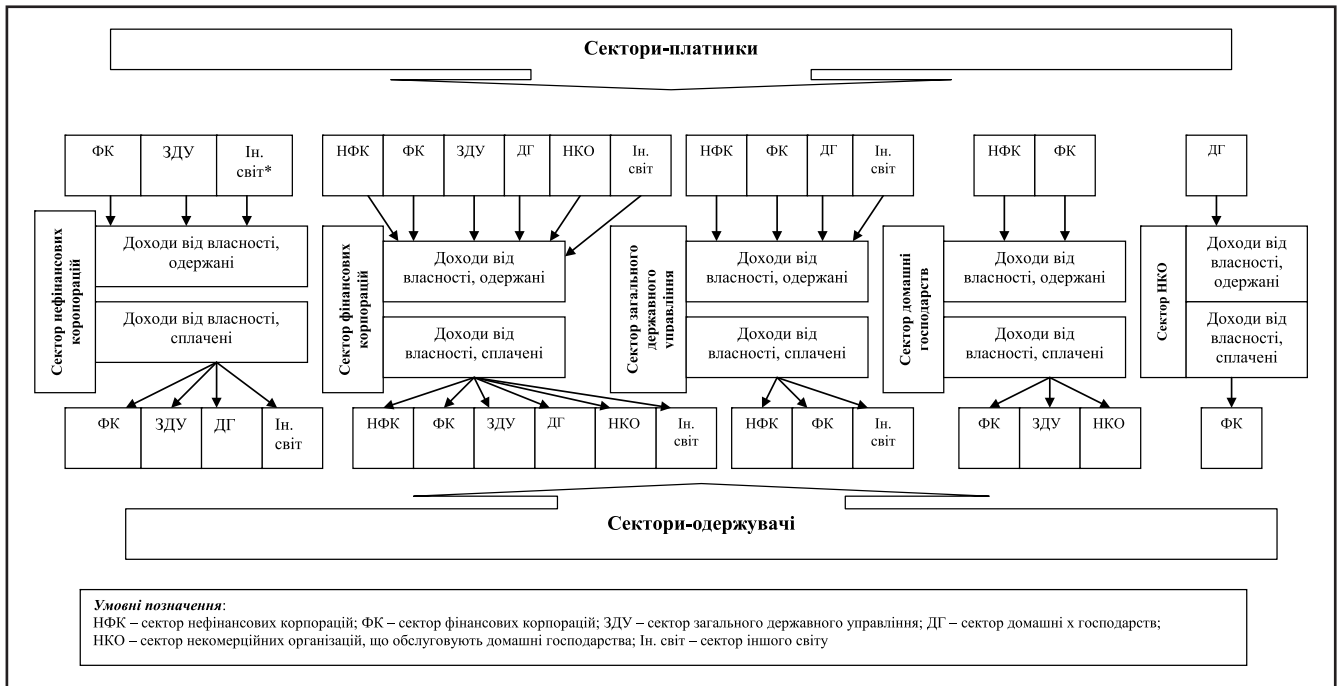 Сектори-платники
ФК
ЗДУ
Ін.
світ*
НФК
ФК
ЗДУ
ДГ
НКО
Ін.
світ
НФК
ФК
ДГ
Ін.
світ
НФК
ФК
ДГ
Сектор нефінансових
коропорацій
Доходи від власності,
одержані
Доходи від власності,
сплачені
Сектор фінансових
корпорацій
Доходи від
власності, одержані
Доходи від
власності, сплачені
Сектор загального
державного
управління
Доходи від
власності, одержані
Доходи від
власності, сплачені
Сектор домашні
господарств
Доходи від
власності, одержані
Доходи від
власності, сплачені
Сектор НКО
Доходи від
власності,
одержані
Доходи від
власності,
сплачені
ФК
ЗДУ
ДГ
Ін.
світ
НФК
ФК
ЗДУ
ДГ
НКО
Ін.
світ
НФК
ФК
Ін.
світ
ФК
ЗДУ
НКО
ФК
Сектори-одержувачі
Умовні позначення:
НФК – сектор нефінансових корпорацій; ФК – сектор фінансових корпорацій; ЗДУ – сектор загального державного управління; ДГ – сектор домашні х господарств;
НКО – сектор некомерційних організацій, що обслуговують домашні господарства; Ін. світ – сектор іншого світу